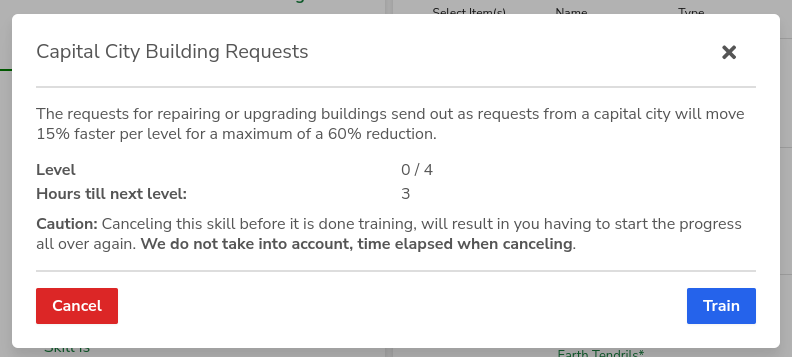 Select Item(s) Name Type
Capital City Building Requests
The requests for repairing or upgrading buildings send out as requests from a capital city will move
15% faster per level for a maximum of a 60% reduction.
Level 0 / 4
Hours till next level: 3
Caution: Canceling this skill before it is done training, will result in you having to start the progress
all over again. We do not take into account, time elapsed when canceling.
Cancel Train
Skill is
Earth Tendrils*